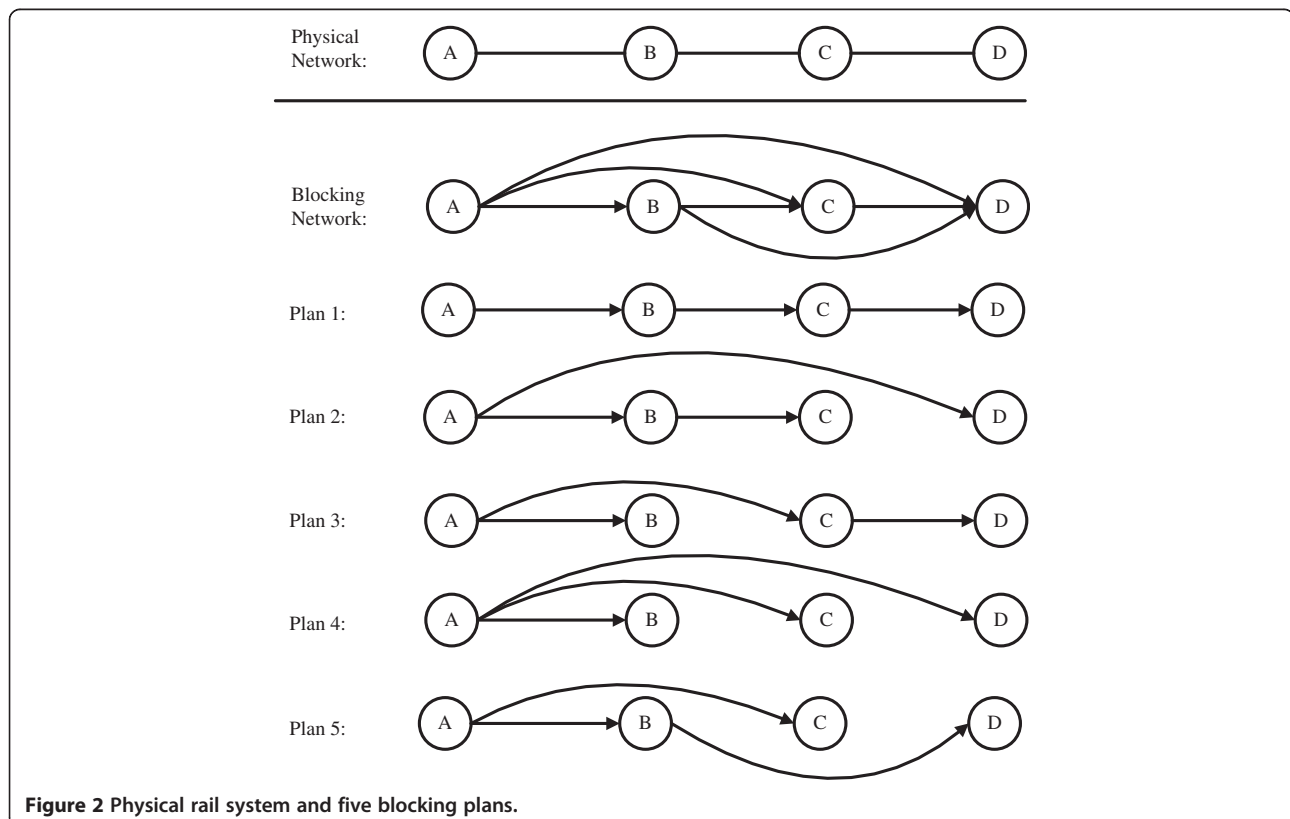 Physical
Network:
A B C D
Blocking
Network:
A B C D
Plan 1:
A B C D
Plan 2:
A B C D
Plan 3:
A B C D
Plan 4:
A B C D
Plan 5:
A B C D
Figure 2 Physical rail system and five blocking plans.